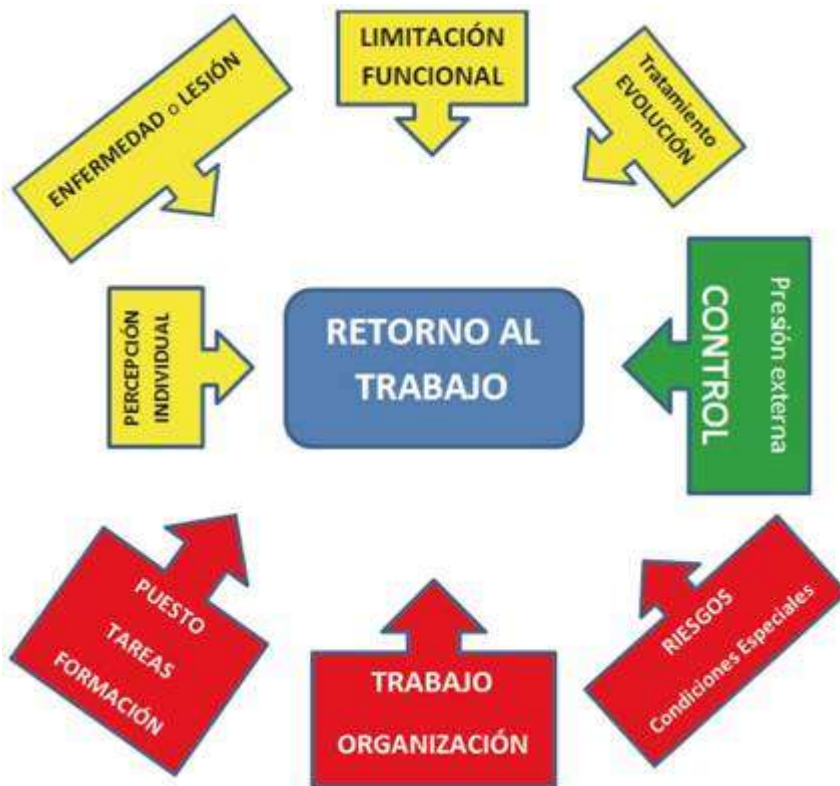 LIMITACIÓN
FUNCIONAL
ENFERMEDAD o LESIÓN
Tratamiento
EVOLUCIÓN
PERCEPCIÓN
INDIVIDUAL
RETORNO AL
TRABAJO
Presión externa
CONTROL
PUESTO
TAREAS
FORMACIÓN
TRABAJO
ORGANIZACIÓN
RIESGOS
Condiciones Especiales